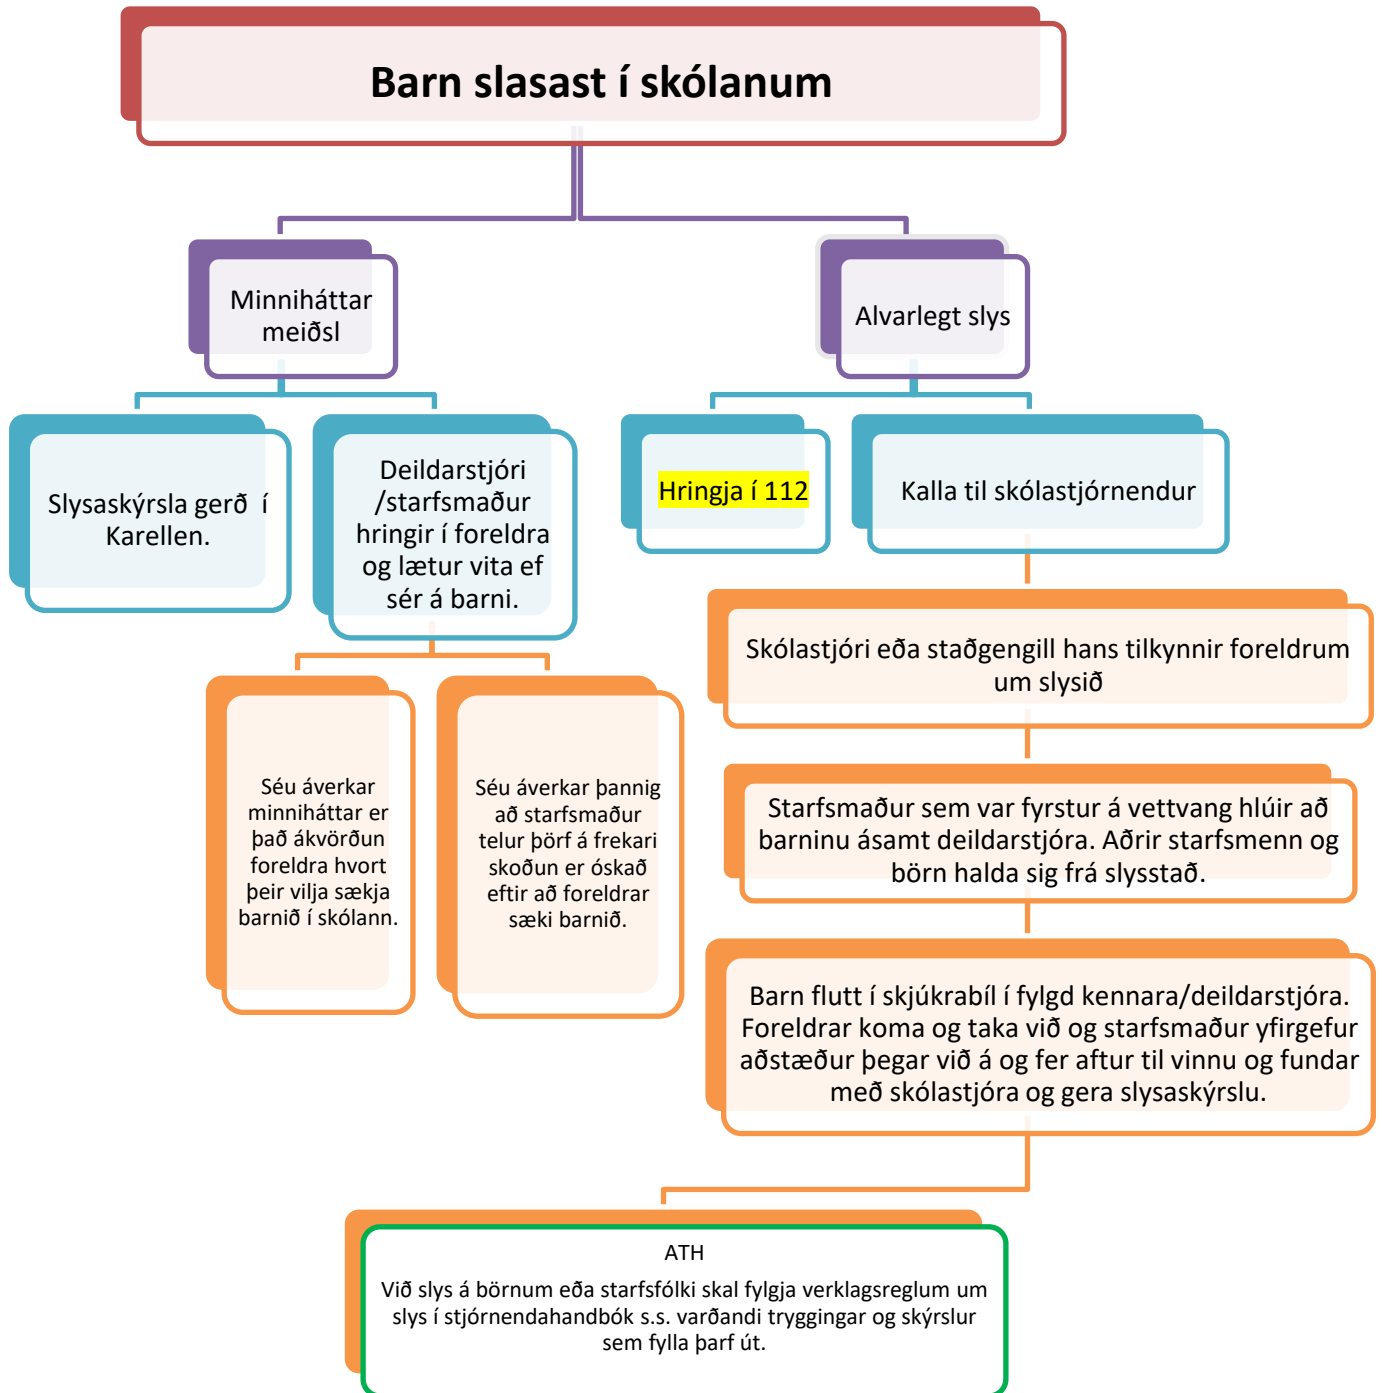 Barn slasast í skólanum
Minniháttar
meiðsl
Alvarlegt slys
Slysaskýrsla gerð í
Karellen.
Deildarstjóri
/starfsmaður
hringir í foreldra
og lætur vita ef
sér á barni.
Hringja í 112
Kalla til skólastjórnendur
Séu áverkar
minniháttar er
það ákvörðun
foreldra hvort
þeir vilja sækja
barnið í skólann.
Séu áverkar þannig
að starfsmaður
telur þörf á frekari
skoðun er óskað
eftir að foreldrar
sæki barnið.
Skólastjóri eða staðgengill hans tilkynnir foreldrum
um slysið
Starfsmaður sem var fyrstur á vettvang hlúir að
barninu ásamt deildarstjóra. Aðrir starfsmenn og
börn halda sig frá slysstað.
Barn flutt í skjúkrabíl í fylgd kennara/deildarstjóra.
Foreldrar koma og taka við og starfsmaður yfirgefur
aðstæður þegar við á og fer aftur til vinnu og fundar
með skólastjóra og gera slysaskýrslu.
ATH
Við slys á börnum eða starfsfólki skal fylgja verklagsreglum um
slys í stjórnendahandbók s.s. varðandi tryggingar og skýrslur
sem fylla þarf út.